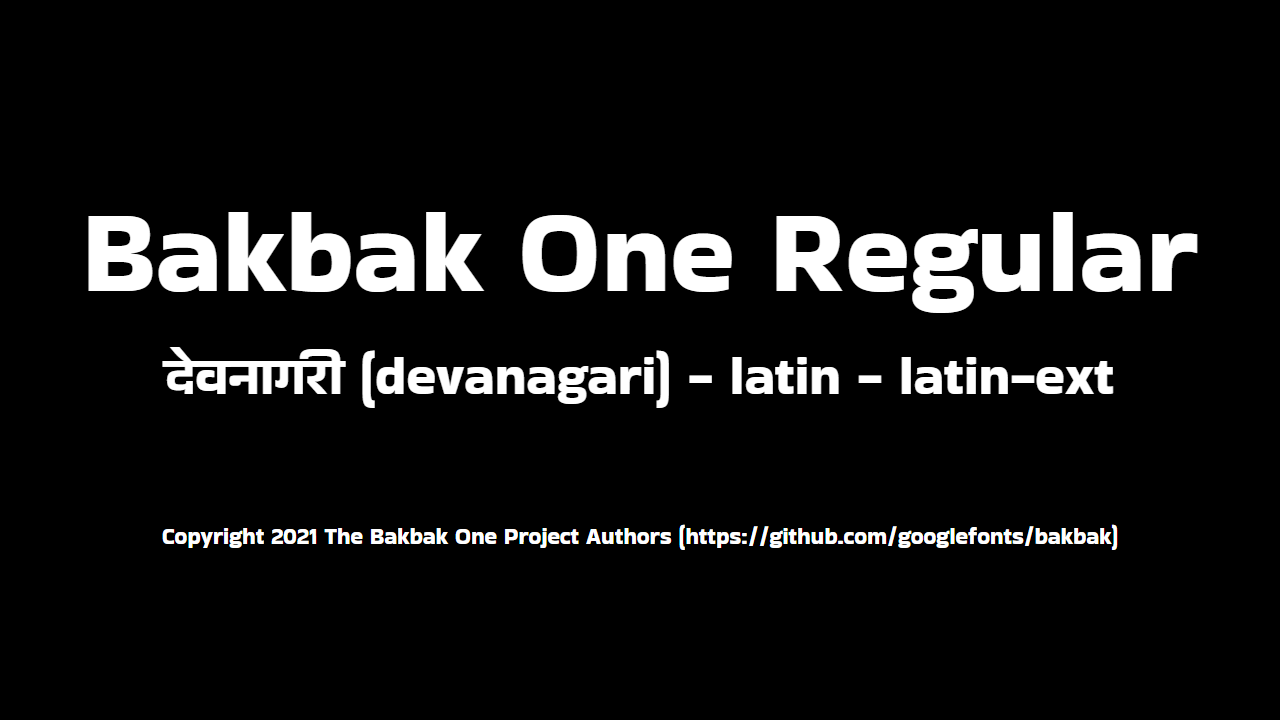 Bakbak One Regular
देवनागरी (devanagari) - latin - latin-ext
Copyright 2021 The Bakbak One Project Authors (https://github.com/googlefonts/bakbak)